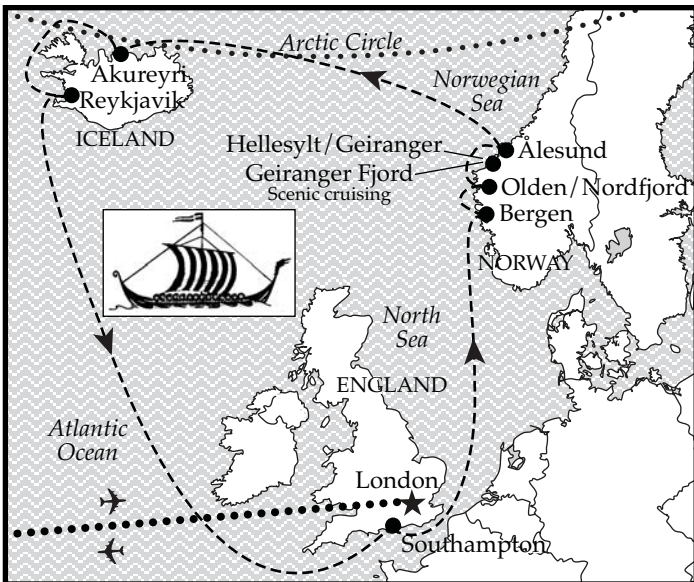 Arctic Circle
Akureyri
Reykjavik
ICELAND
Norwegian
Sea
Hellesylt/Geiranger
Geiranger Fjord
Scenic cruising
Ålesund
Olden/Nordfjord
Bergen
NORWAY
North
Sea
ENGLAND
Atlantic
Ocean
London
Southampton